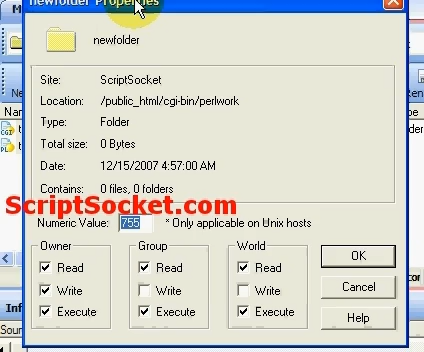 newfolder Properties
newfolder
Site: ScriptSocket
Location: /public_html/cgi-bin/perlwork
Type: Folder
Total size: 0 Bytes
Date: 12/15/2007 4:57:00 AM
Contains: 0 files, 0 folders
ScriptSocket.com
Numeric Value: 755 * Only applicable on Unix hosts
Owner Group World
Read Read Read OK
Write Write Write Cancel
Execute Execute Execute Help